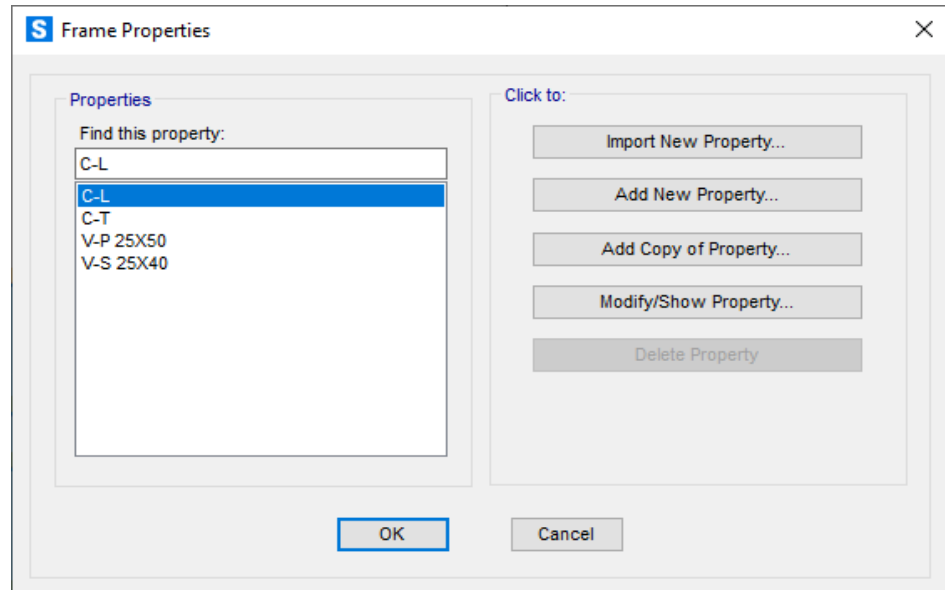 S Frame Properties
Properties
Find this property:
C-L
C-L
C-T
V-P 25X50
V-S 25X40
Click to:
Import New Property...
Add New Property...
Add Copy of Property...
Modify/Show Property...
Delete Property
OK
Cancel